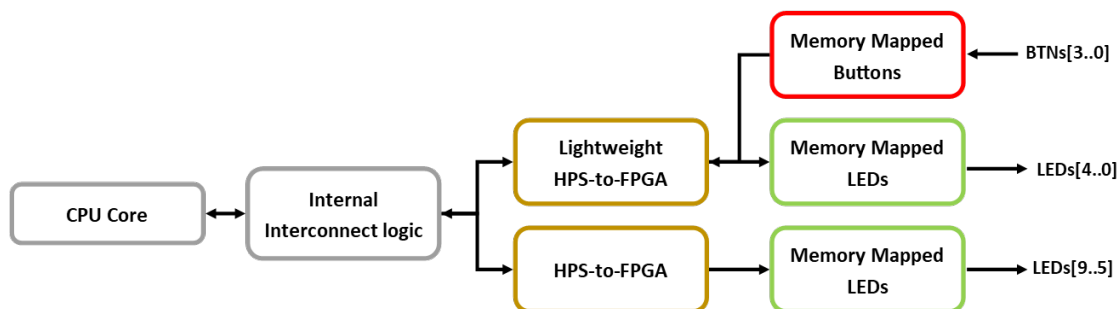 Memory Mapped
Buttons
BTNs[3..0]
Lightweight
HPS-to-FPGA
Memory Mapped
LEDs
LEDs[4..0]
CPU Core
Internal
Interconnect logic
HPS-to-FPGA
Memory Mapped
LEDs
LEDs[9..5]